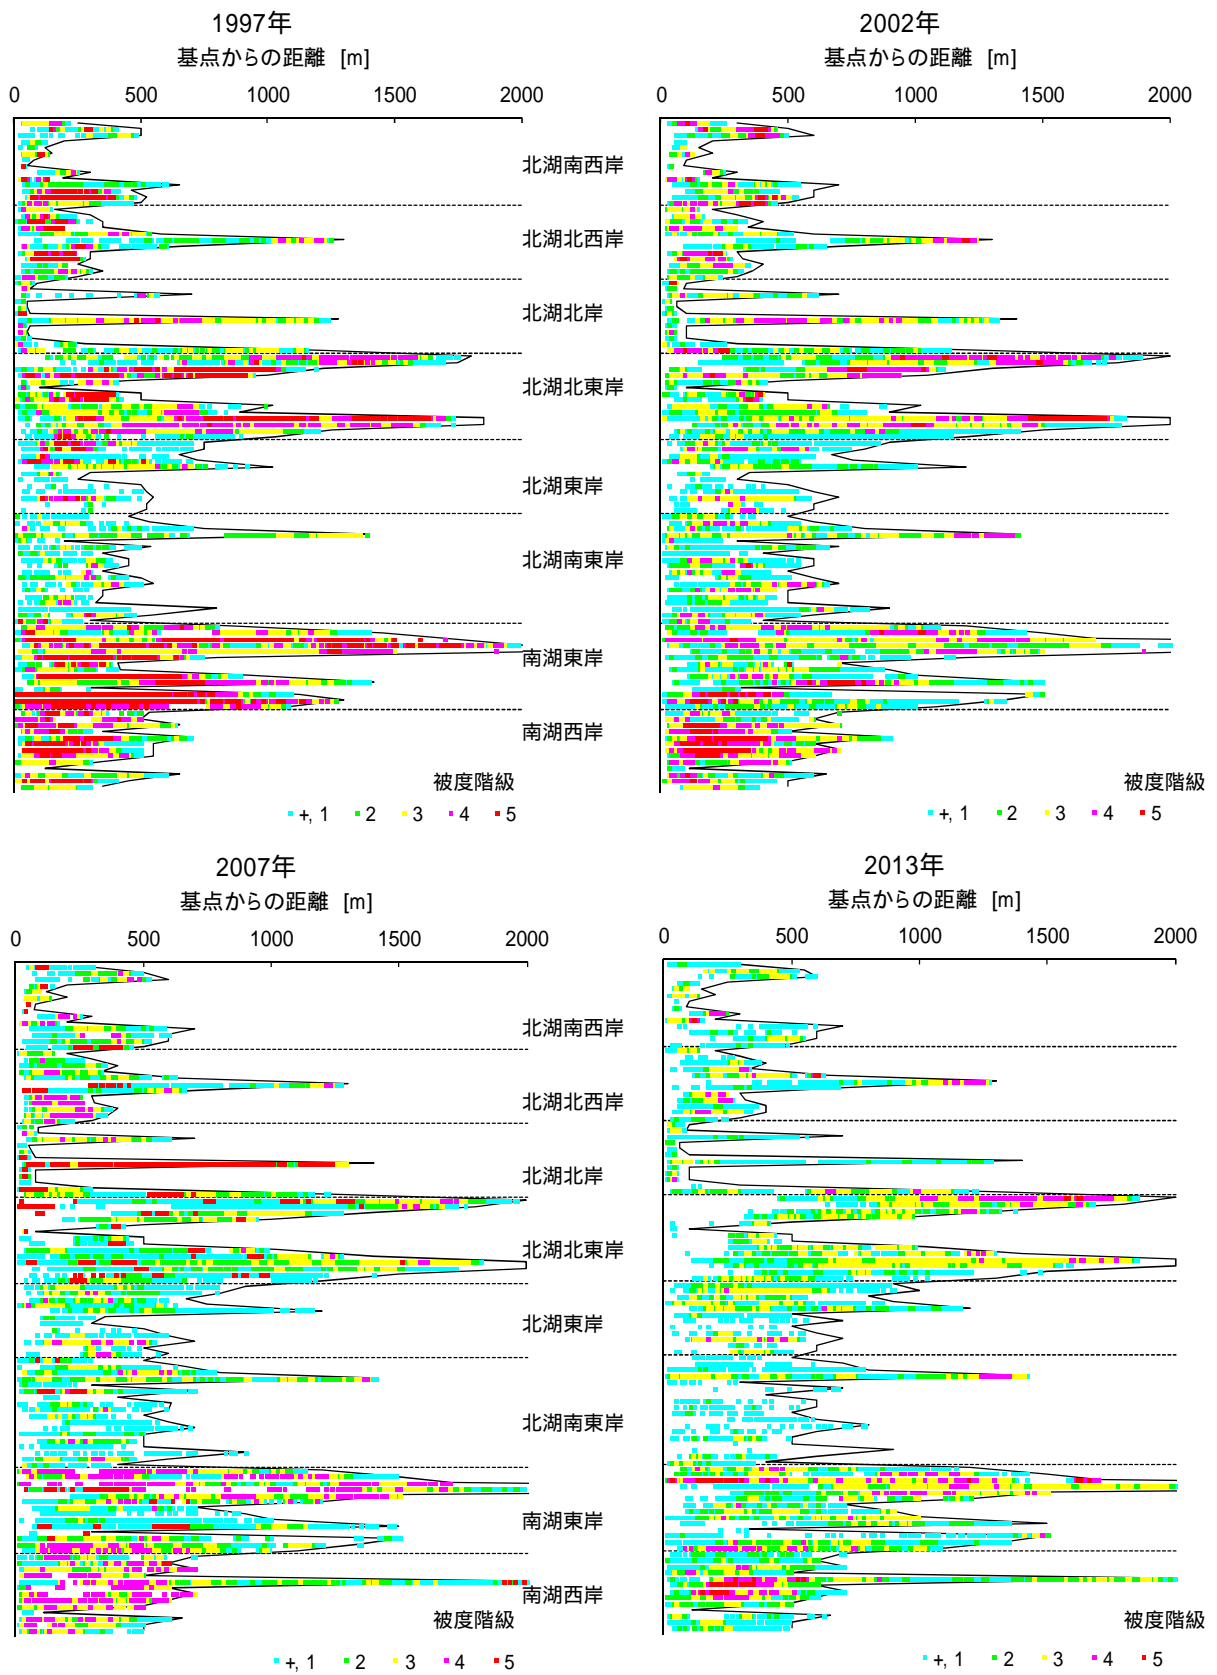 1997年
基点からの距離 [m]
0 500 1000 1500 2000
北湖南西岸
北湖北西岸
北湖北岸
北湖北東岸
北湖東岸
北湖南東岸
南湖東岸
南湖西岸
被度階級
+, 1 2 3 4 5
2002年
基点からの距離 [m]
0 500 1000 1500 2000
被度階級
+, 1 2 3 4 5
2007年
基点からの距離 [m]
0 500 1000 1500 2000
北湖南西岸
北湖北西岸
北湖北岸
北湖北東岸
北湖東岸
北湖南東岸
南湖東岸
南湖西岸
被度階級
+, 1 2 3 4 5
2013年
基点からの距離 [m]
0 500 1000 1500 2000
被度階級
+, 1 2 3 4 5